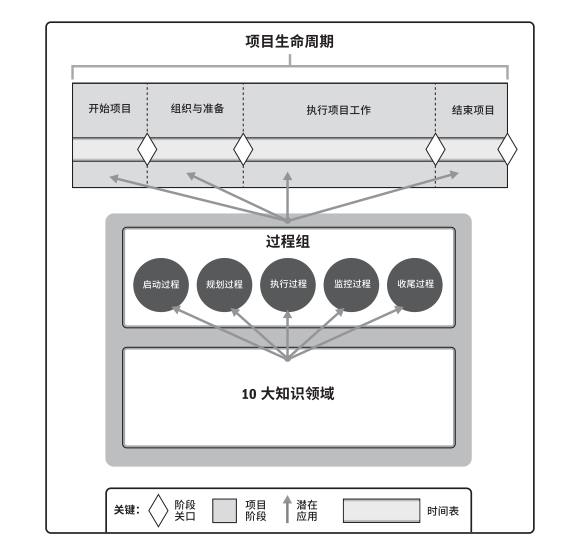 项目生命周期
开始项目
组织与准备
执行项目工作
结束项目
过程组
启动过程
规划过程
执行过程
监控过程
收尾过程
10 大知识领域
关键：
阶段
关口
项目
阶段
潜在
应用
时间表